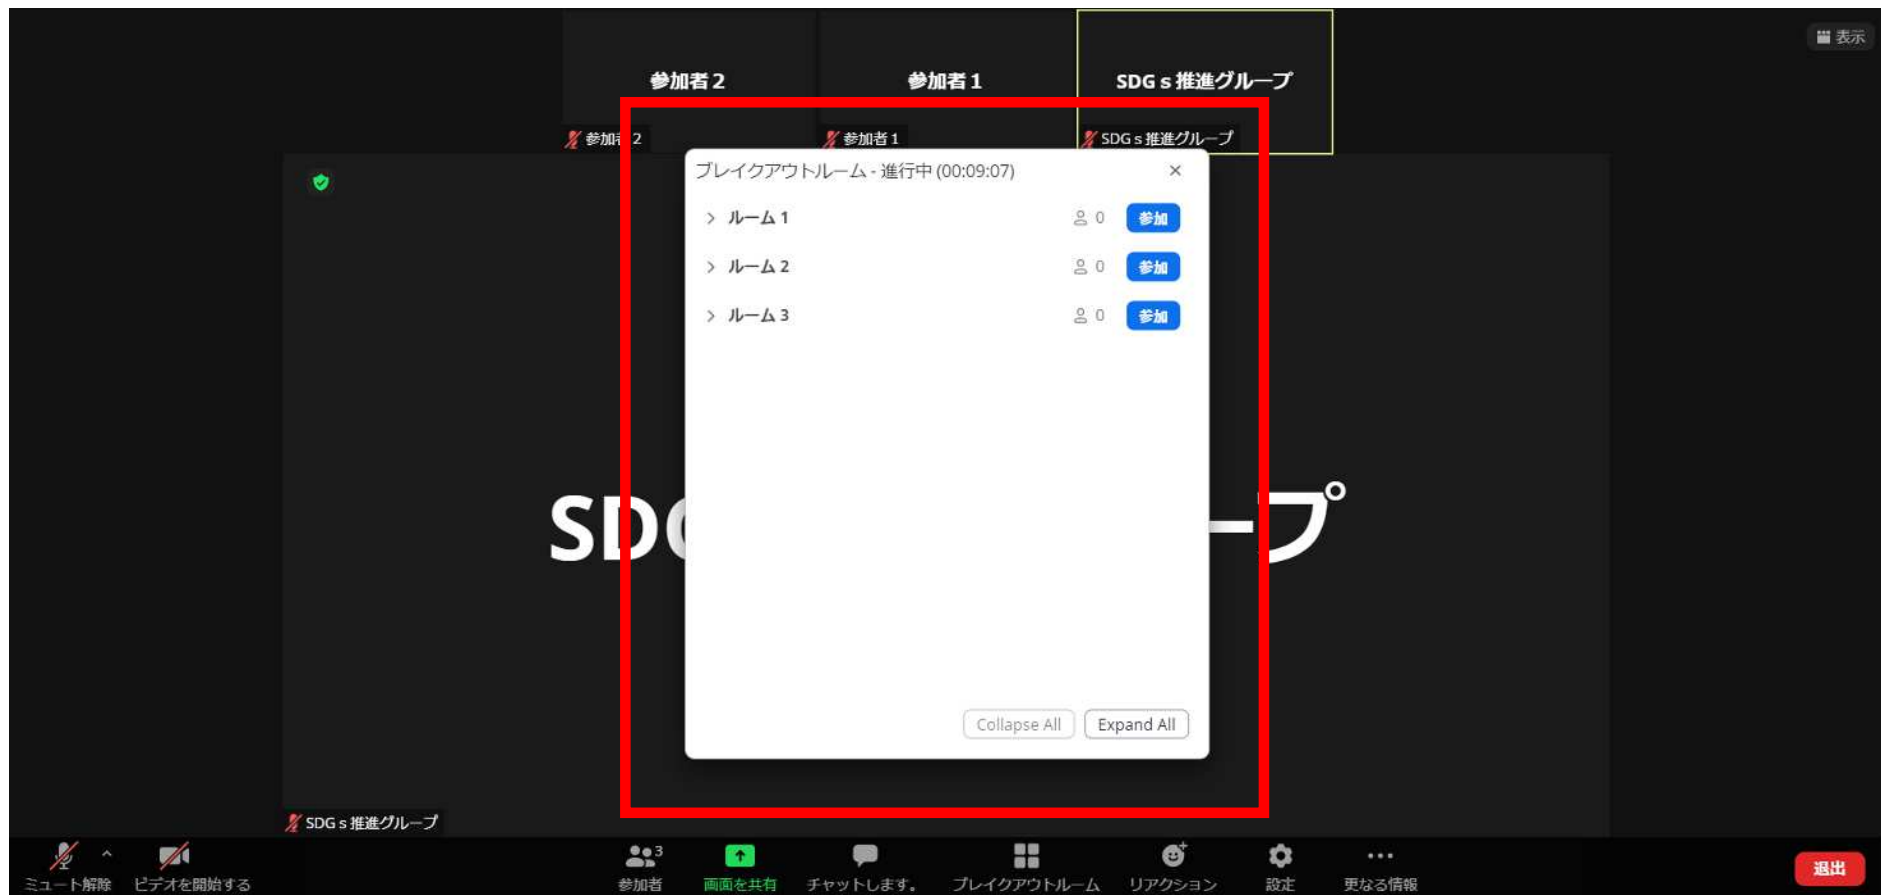 表示
参加者 2
参加者 1
SDGｓ推進グループ
参加者 2
参加者 1
SDGｓ推進グループ
ブレイクアウトルーム - 進行中 (00:09:07)
ルーム 1
0
参加
ルーム 2
0
参加
ルーム 3
0
参加
SD
ープ
Collapse All
Expand All
SDGｓ推進グループ
3
ミュート解除
ビデオを開始する
参加者
画面を共有
チャットします。
ブレイクアウトルーム
リアクション
設定
更なる情報
退出